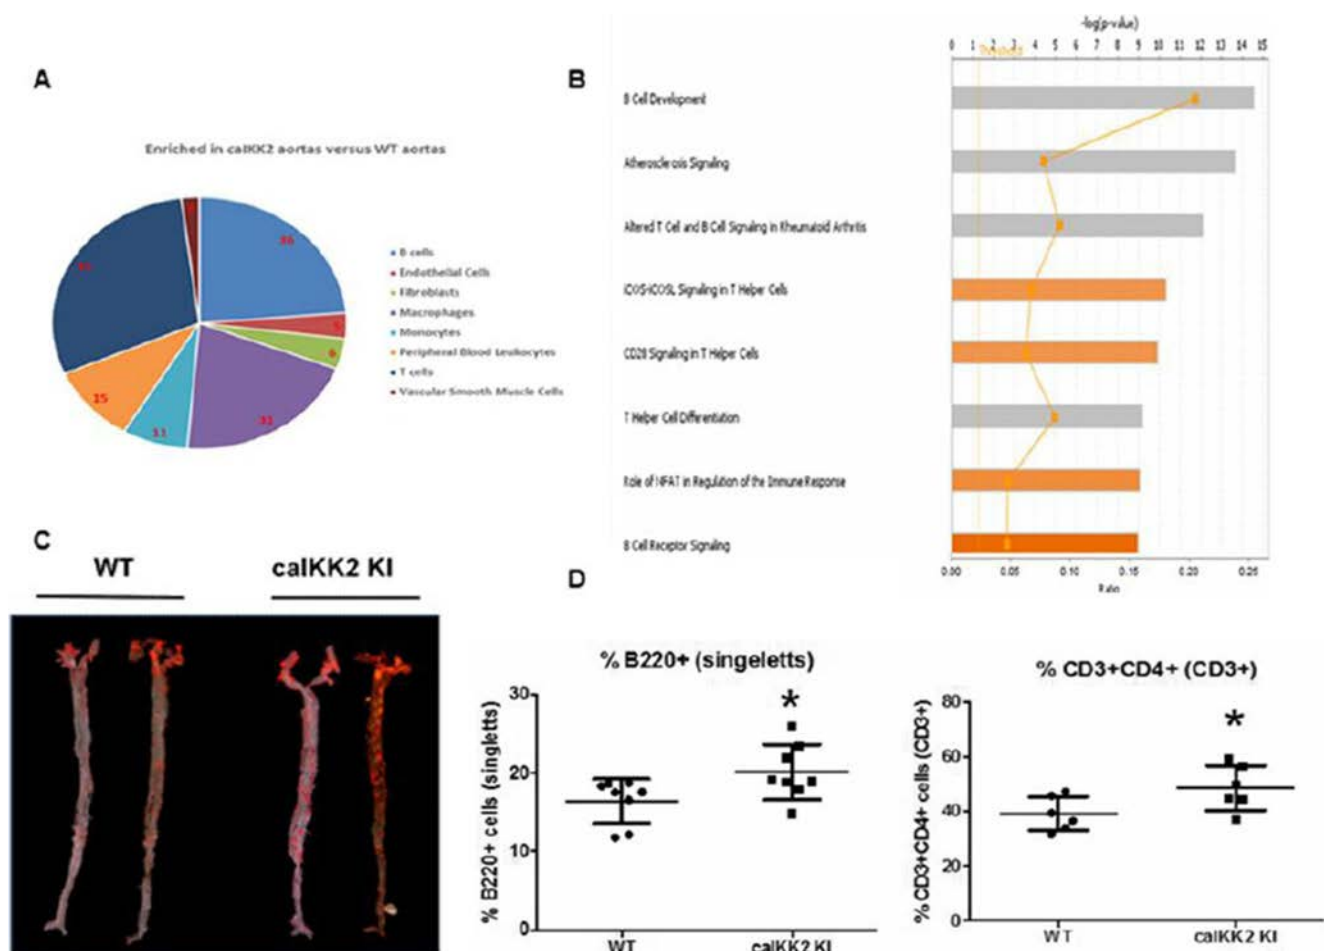 A
Enriched in caIKK2 aortas versus WT aortas
36
5
6
31
11
15
B cells
Endothelial Cells
Fibroblasts
Macrophages
Monocytes
Peripheral Blood Leukocytes
T cells
Vascular Smooth Muscle Cells
B
-log(p-value)
0 1 2 3 4 5 6 7 8 9 10 11 12 13 14 15
Threshold
B Cell Development
Atherosclerosis Signaling
Altered T Cell and B Cell Signaling in Rheumatoid Arthritis
iCOS-iCOSL Signaling in T Helper Cells
CD28 Signaling in T Helper Cells
T Helper Cell Differentiation
Role of NFAT in Regulation of the Immune Response
B Cell Receptor Signaling
0.00 0.05 0.10 0.15 0.20 0.25
Ratio
C
WT caIKK2 KI
D
% B220+ (singeletts)
% B220+ cells (singletts)
30
20
10
0
*
WT caIKK2 KI
% CD3+CD4+ (CD3+)
% CD3+CD4+ cells (CD3+)
80
60
40
20
0
*
WT caIKK2 KI